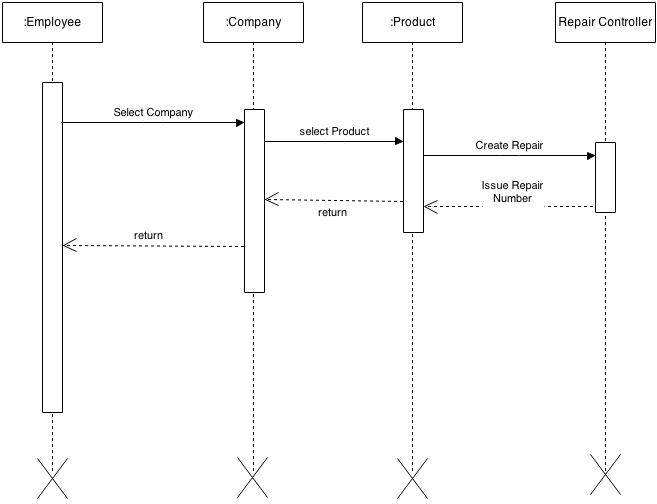 :Employee
:Company
:Product
Repair Controller
Select Company
select Product
Create Repair
Issue Repair
Number
return
return